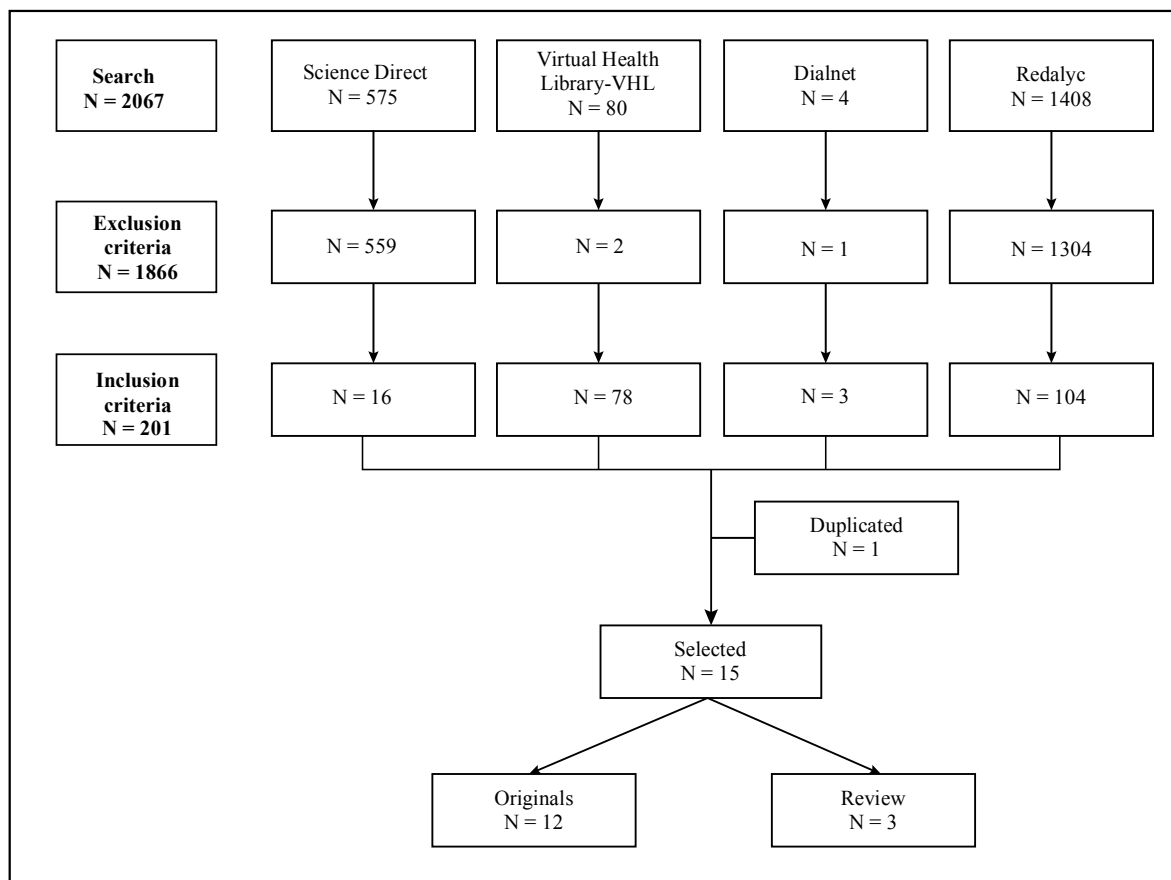 Search
N = 2067
Science Direct
N = 575
Virtual Health
Library-VHL
N = 80
Dialnet
N = 4
Redalyc
N = 1408
Exclusion
criteria
N = 1866
N = 559
N = 2
N = 1
N = 1304
Inclusion
criteria
N = 201
N = 16
N = 78
N = 3
N = 104
Duplicated
N = 1
Selected
N = 15
Originals
N = 12
Review
N = 3